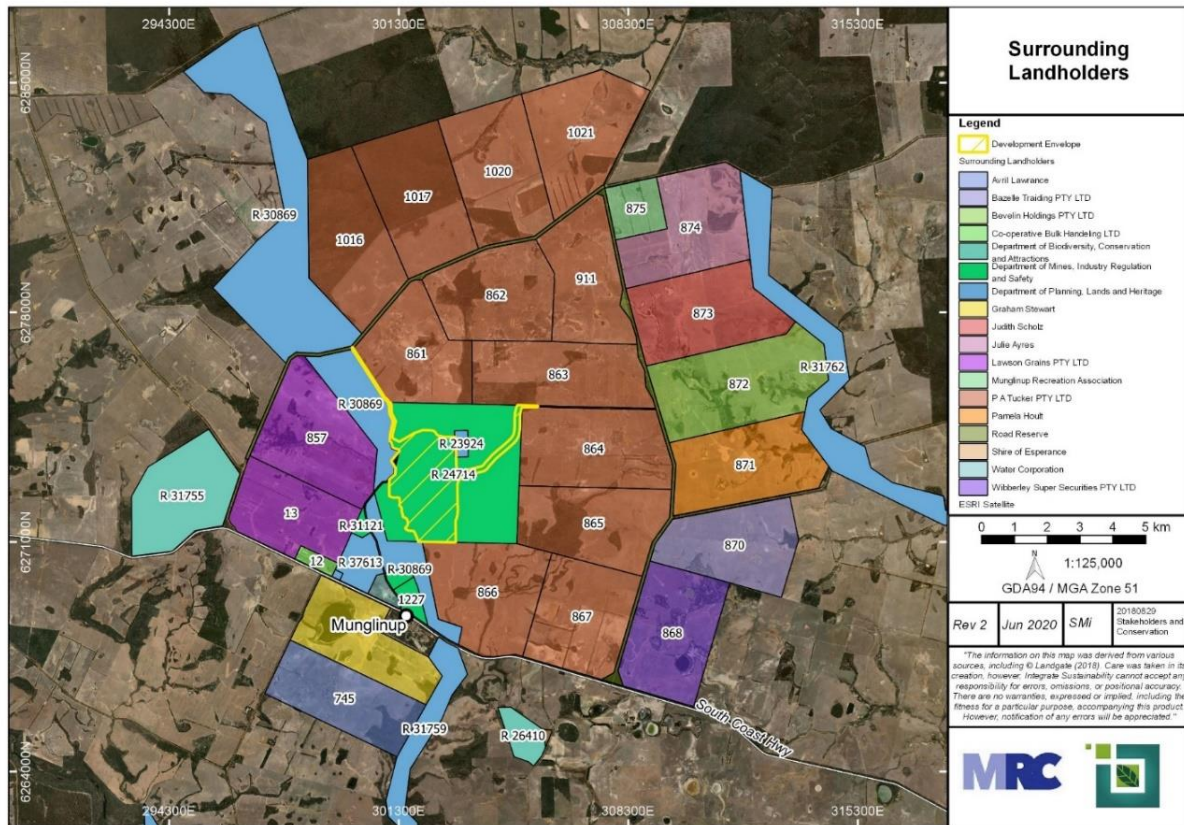 294300E
301300E
308300E
315300E
6285000N
6278000N
6271000N
6264000N
1021
1020
1017
1016
R 30869
875
874
911
862
873
861
863
872
R 31762
R 30869
857
R 23924
864
871
R 24714
R 31755
13
865
R 31121
870
12
R 37613
R 30869
866
867
1227
868
Munglinup
745
R 31759
R 26410
South Coast Hwy
294300E
301300E
308300E
315300E
Surrounding
Landholders
Legend
Development Envelope
Surrounding Landholders
Avril Lawrance
Bazelle Traiding PTY LTD
Bevelin Holdings PTY LTD
Co-operative Bulk Handeling LTD
Department of Biodiversity, Conservation
and Attractions
Department of Mines, Industry Regulation
and Safety
Department of Planning, Lands and Heritage
Graham Stewart
Judith Scholz
Julie Ayres
Lawson Grains PTY LTD
Munglinup Recreation Association
P A Tucker PTY LTD
Pamela Hoult
Road Reserve
Shire of Esperance
Water Corporation
Wibberley Super Securities PTY LTD
ESRI Satellite
0 1 2 3 4 5 km
N
1:125,000
GDA94 / MGA Zone 51
Rev 2
Jun 2020
SMi
20180829
Stakeholders and
Conservation
"The information on this map was derived from various
sources, including © Landgate (2018). Care was taken in its
creation, however, Integrate Sustainability cannot accept any
responsibility for errors, omissions, or positional accuracy.
There are no warranties, expressed or implied, including the
fitness for a particular purpose, accompanying this product.
However, notification of any errors will be appreciated."
MRC